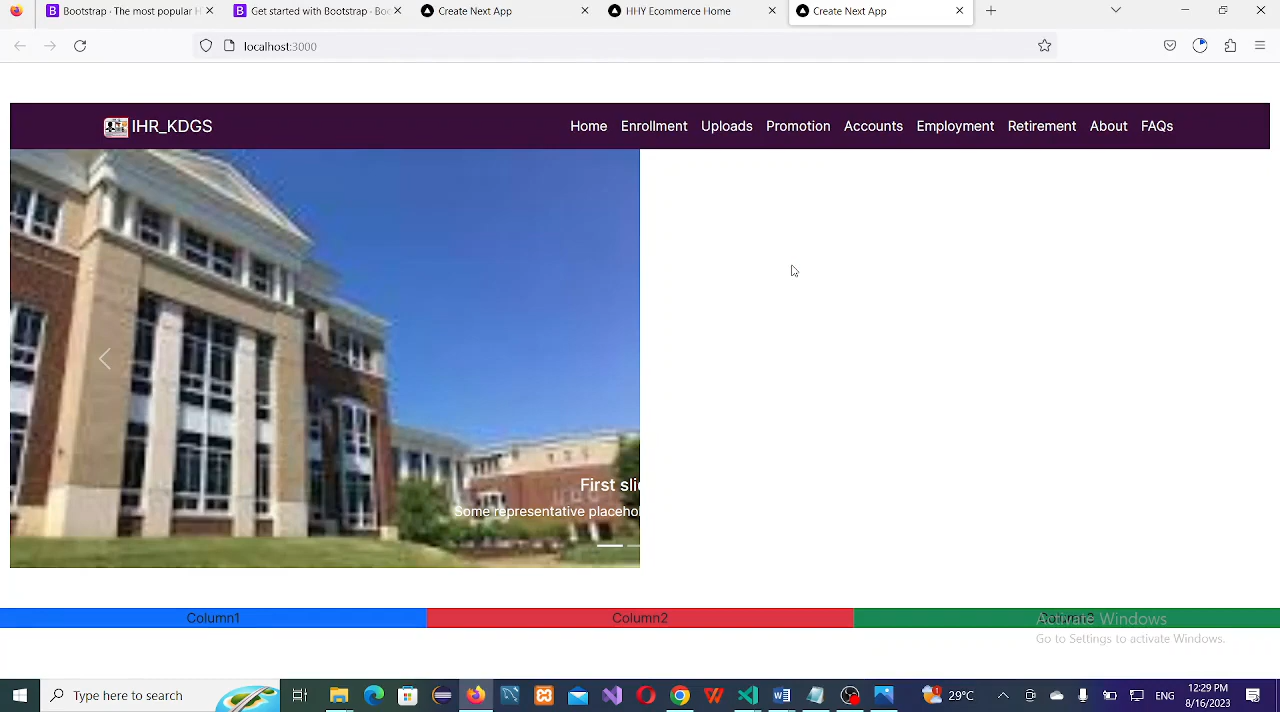 Bootstrap · The most popular H
Get started with Bootstrap · Boo
Create Next App
HHY Ecommerce Home
Create Next App
localhost:3000
IHR_KDGS
Home Enrollment Uploads Promotion Accounts Employment Retirement About FAQs
First sli
Some representative placehol
Column1 Column2
Activate Windows
Go to Settings to activate Windows.
Type here to search
29°C
ENG
12:29 PM
8/16/2023